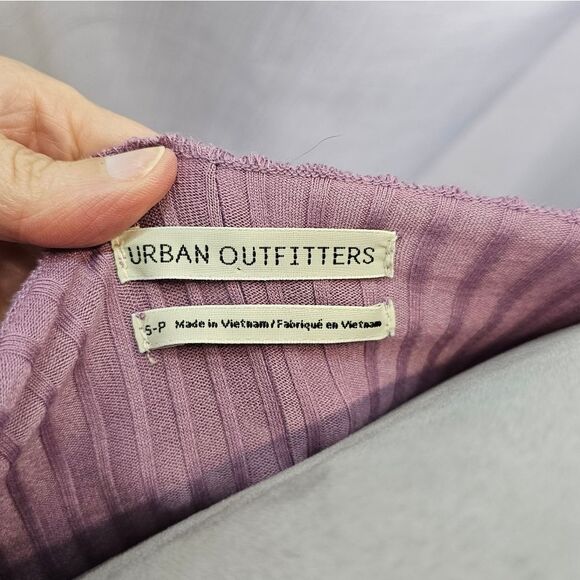 URBAN OUTFITTERS
S-P Made in Vietnam/Fabriqué en Vietnam